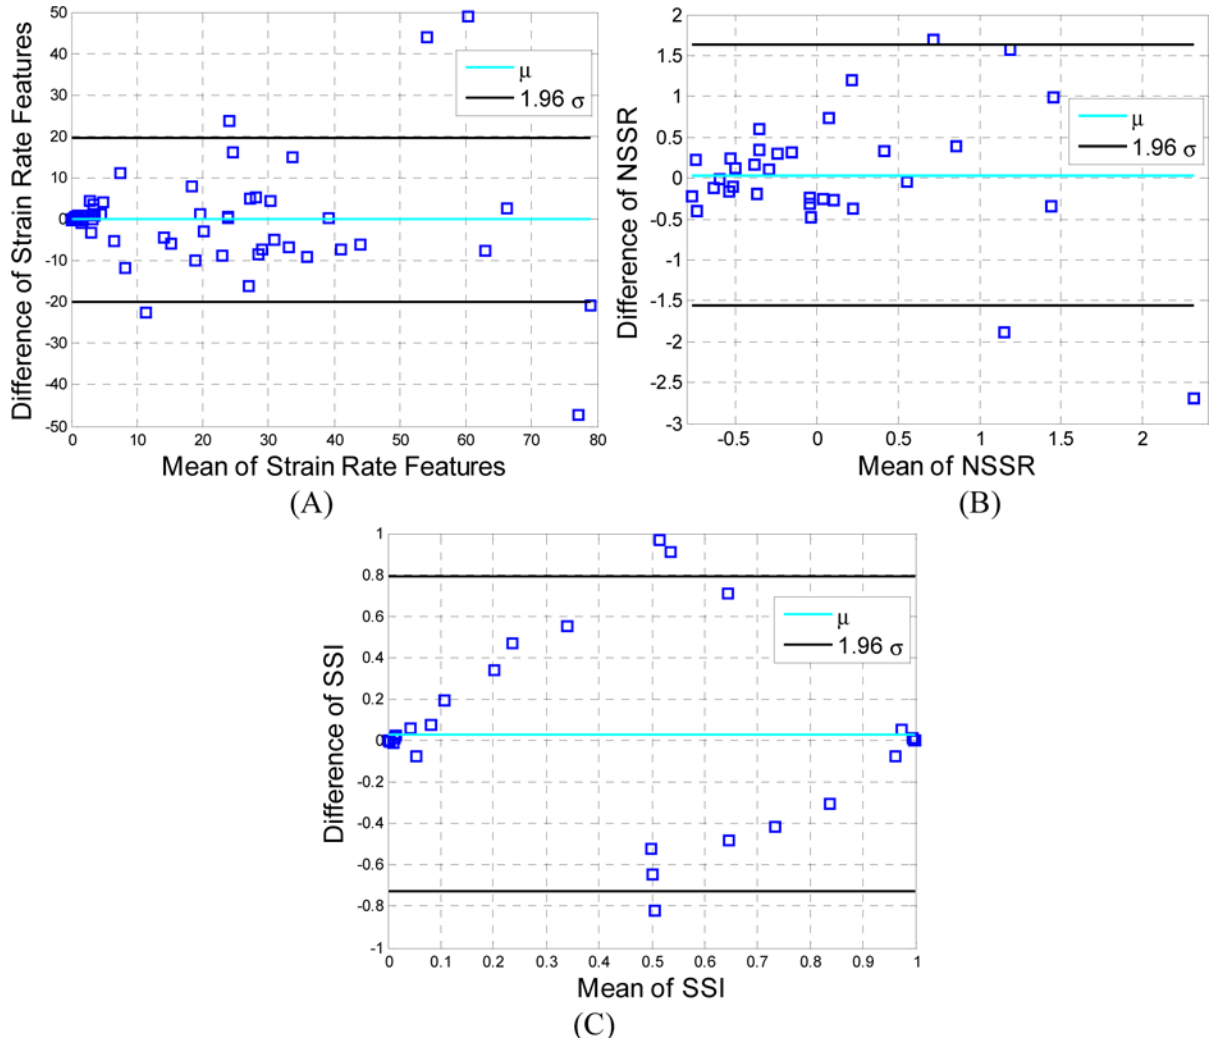 50
40
30
20
10
0
-10
-20
-30
-40
-50
Difference of Strain Rate Features
μ
1.96 σ
0 10 20 30 40 50 60 70 80
Mean of Strain Rate Features
(A)
2
1.5
1
0.5
0
-0.5
-1
-1.5
-2
-2.5
-3
Difference of NSSR
μ
1.96 σ
-0.5 0 0.5 1 1.5 2
Mean of NSSR
(B)
1
0.8
0.6
0.4
0.2
0
-0.2
-0.4
-0.6
-0.8
-1
Difference of SSI
μ
1.96 σ
0 0.1 0.2 0.3 0.4 0.5 0.6 0.7 0.8 0.9 1
Mean of SSI
(C)